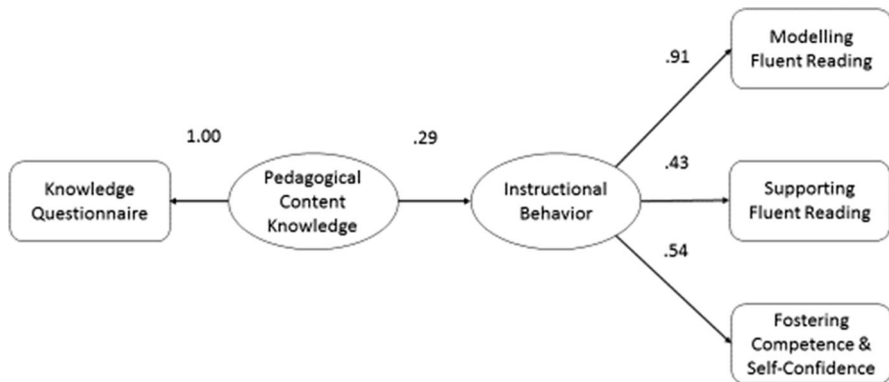 Modelling
Fluent Reading
.91
1.00
.29
.43
Knowledge
Questionnaire
Pedagogical
Content
Knowledge
Instructional
Behavior
Supporting
Fluent Reading
.54
Fostering
Competence &
Self-Confidence